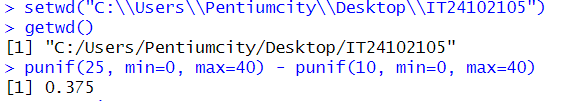 > setwd("C:\\Users\\Pentiumcity\\Desktop\\IT24102105")
> getwd()
[1] "C:/Users/Pentiumcity/Desktop/IT24102105"
> punif(25, min=0, max=40) - punif(10, min=0, max=40)
[1] 0.375